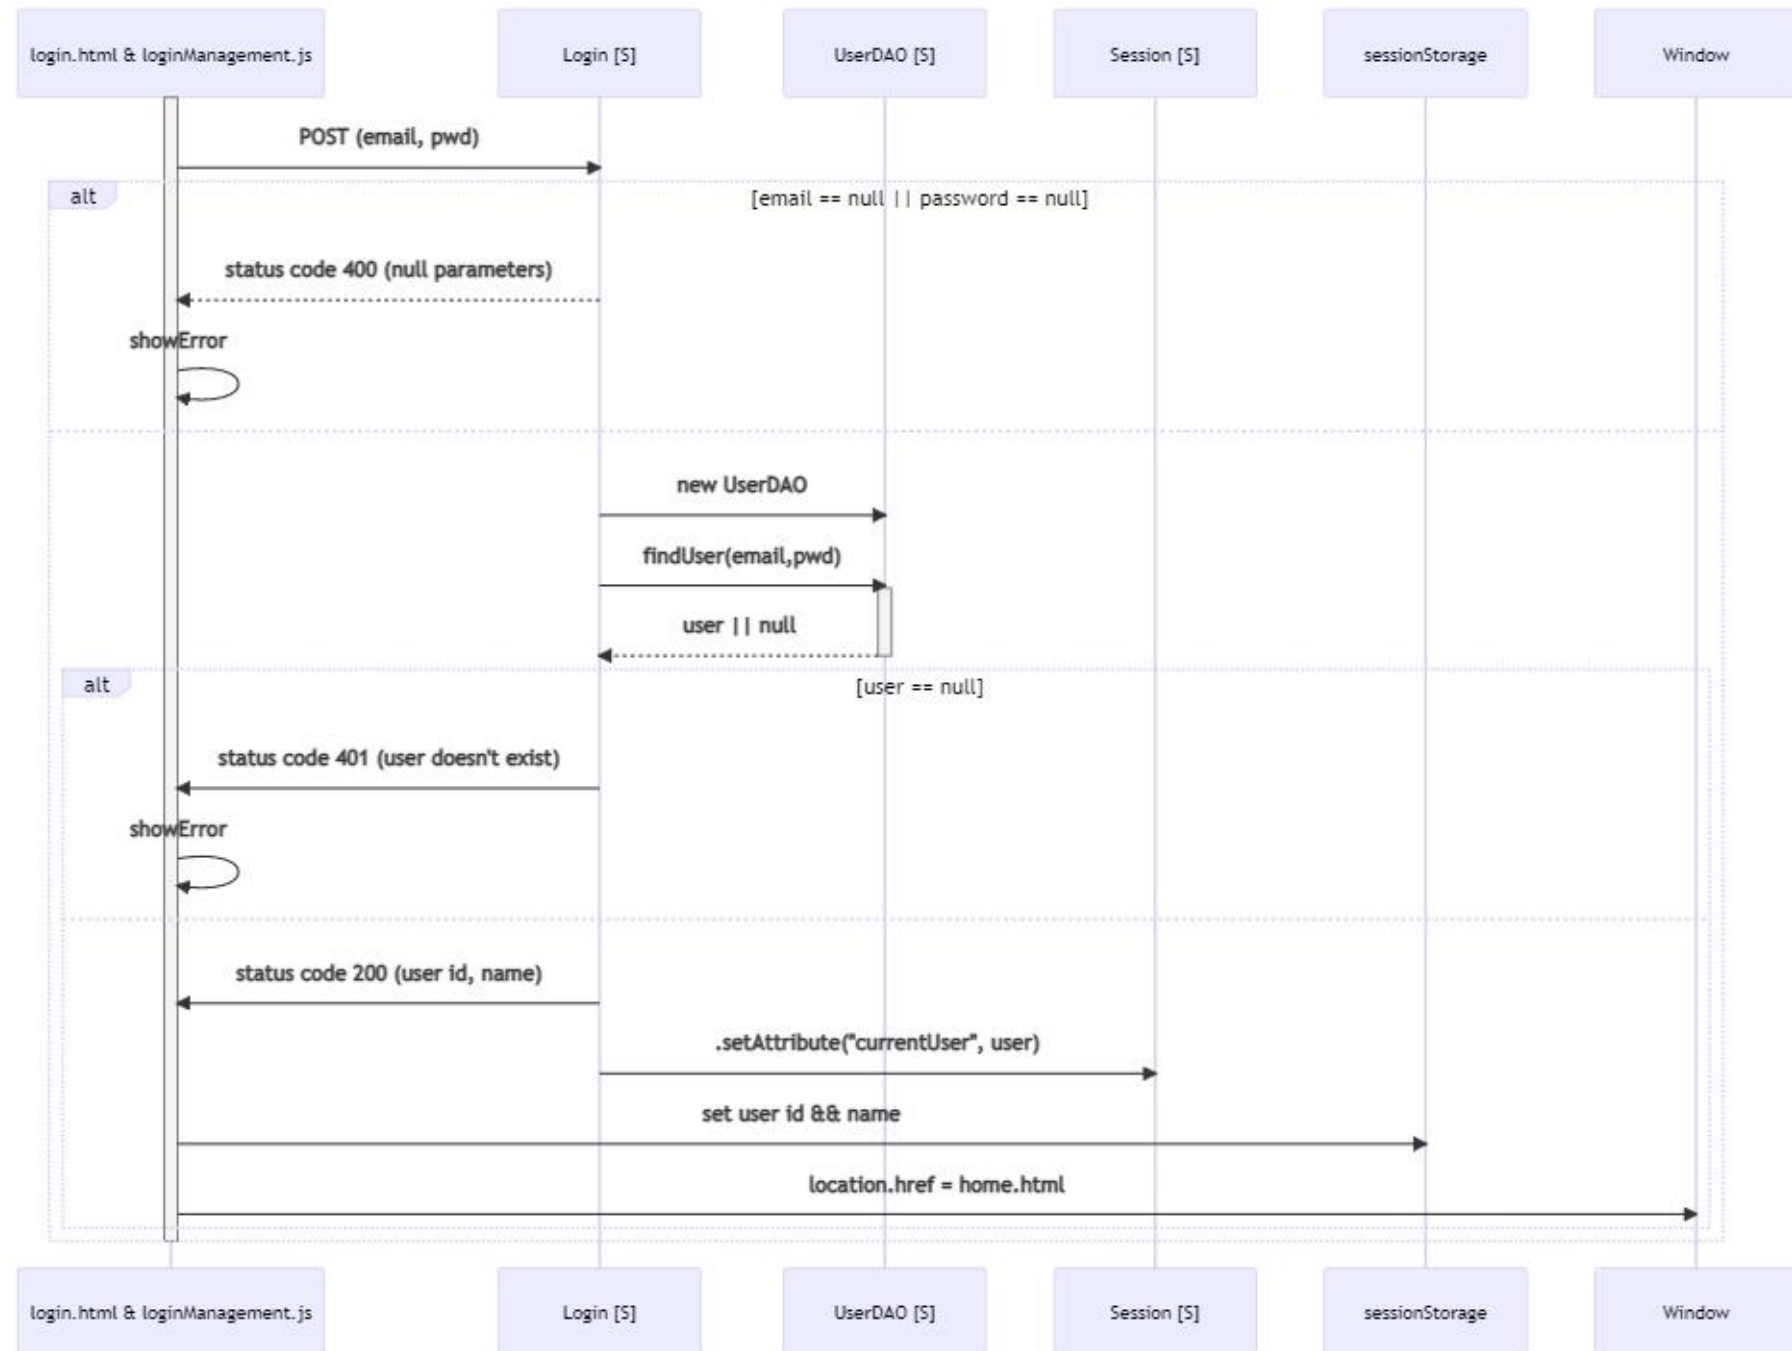 login.html & loginManagement.js
Login [S]
UserDAO [S]
Session [S]
sessionStorage
Window
POST (email, pwd)
alt
[email == null || password == null]
status code 400 (null parameters)
showError
new UserDAO
findUser(email,pwd)
user || null
alt
[user == null]
status code 401 (user doesn't exist)
showError
status code 200 (user id, name)
.setAttribute("currentUser", user)
set user id && name
location.href = home.html
login.html & loginManagement.js
Login [S]
UserDAO [S]
Session [S]
sessionStorage
Window